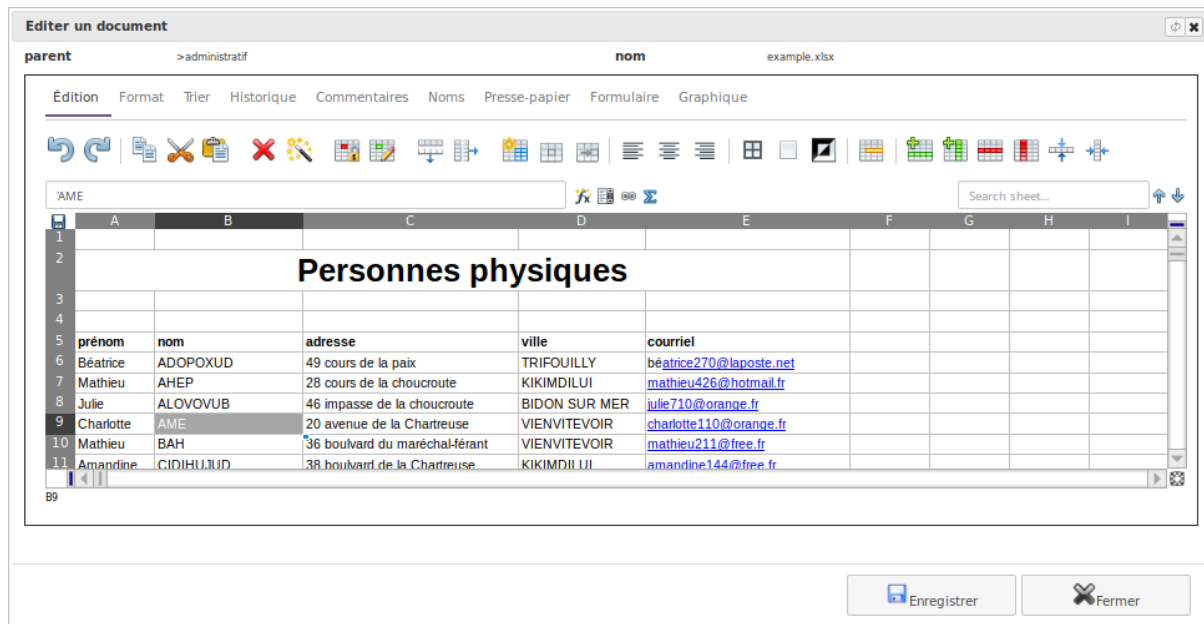 Editer un document
parent >administratif nom example.xlsx
Édition Format Trier Historique Commentaires Noms Presse-papier Formulaire Graphique
'AME Search sheet...
A B C D E F G H I
1
2 Personnes physiques
3
4
5 prénom nom adresse ville courriel
6 Béatrice ADOPOXUD 49 cours de la paix TRIFOUILLY béatrice270@laposte.net
7 Mathieu AHEP 28 cours de la choucroute KIKIMDILUI mathieu426@hotmail.fr
8 Julie ALOVOVUB 46 impasse de la choucroute BIDON SUR MER julie710@orange.fr
9 Charlotte AME 20 avenue de la Chartreuse VIENVITEVOIR charlotte110@orange.fr
10 Mathieu BAH 36 boulvard du maréchal-férant VIENVITEVOIR mathieu211@free.fr
11 Amandine CIDIHUJUD 38 boulvard de la Chartreuse KIKIMDILUI amandine144@free.fr
B9
Enregistrer Fermer